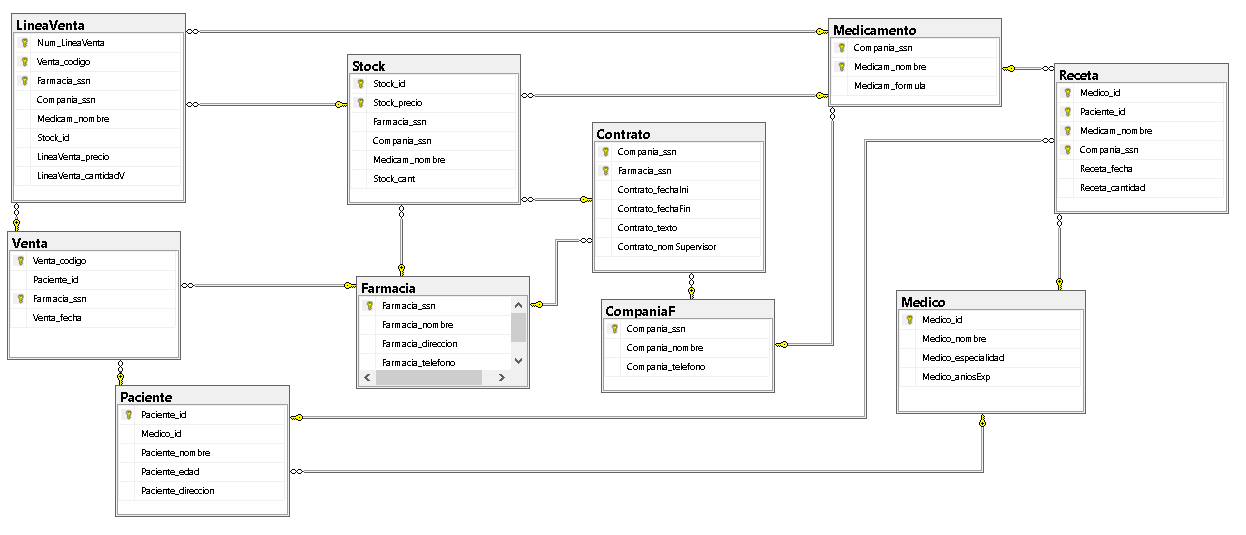 LineaVenta
Num_LineaVenta
Venta_codigo
Farmacia_ssn
Compania_ssn
Medicam_nombre
Stock_id
LineaVenta_precio
LineaVenta_cantidadV
Stock
Stock_id
Stock_precio
Farmacia_ssn
Compania_ssn
Medicam_nombre
Stock_cant
Medicamento
Compania_ssn
Medicam_nombre
Medicam_formula
Receta
Medico_id
Paciente_id
Medicam_nombre
Compania_ssn
Receta_fecha
Receta_cantidad
Contrato
Compania_ssn
Farmacia_ssn
Contrato_fechaIni
Contrato_fechaFin
Contrato_texto
Contrato_nomSupervisor
Venta
Venta_codigo
Paciente_id
Farmacia_ssn
Venta_fecha
Farmacia
Farmacia_ssn
Farmacia_nombre
Farmacia_direccion
Farmacia_telefono
CompaniaF
Compania_ssn
Compania_nombre
Compania_telefono
Medico
Medico_id
Medico_nombre
Medico_especialidad
Medico_aniosExp
Paciente
Paciente_id
Medico_id
Paciente_nombre
Paciente_edad
Paciente_direccion